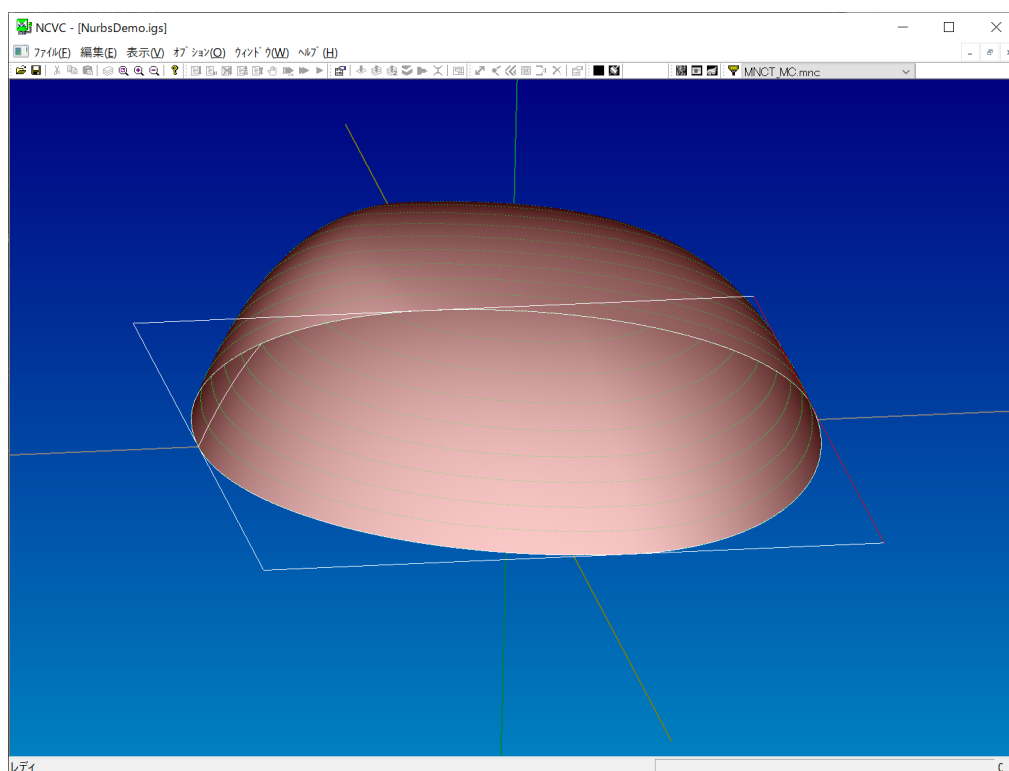 NCVC - [NurbsDemo.igs]
ファイル(F) 編集(E) 表示(V) オプション(O) ウィンドウ(W) ヘルプ(H)
MNCT_MC.mnc
レディ